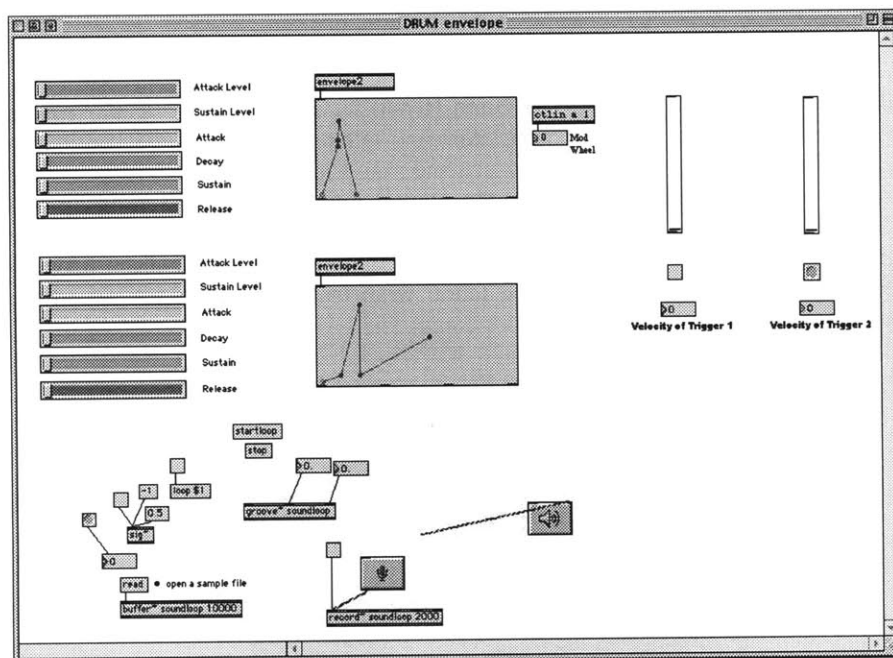 DRUM envelope
Attack Level
Sustain Level
Attack
Decay
Sustain
Release
envelope2
ctlin a 1
0
Mod
Wheel
Attack Level
Sustain Level
Attack
Decay
Sustain
Release
envelope2
0
Velocity of Trigger 1
0
Velocity of Trigger 2
startloop
stop
loop $1
-1
0.5
sig~
0
0.
0.
groove~ soundloop
read
open a sample file
buffer~ soundloop 10000
record~ soundloop 2000